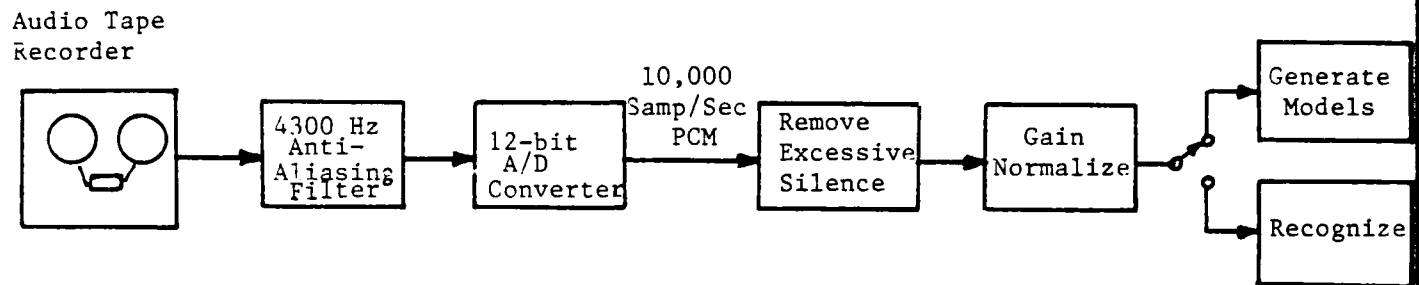 Audio Tape
Recorder
4300 Hz
Anti-
Aliasing
Filter
12-bit
A/D
Converter
10,000
Samp/Sec
PCM
Remove
Excessive
Silence
Gain
Normalize
Generate
Models
Recognize